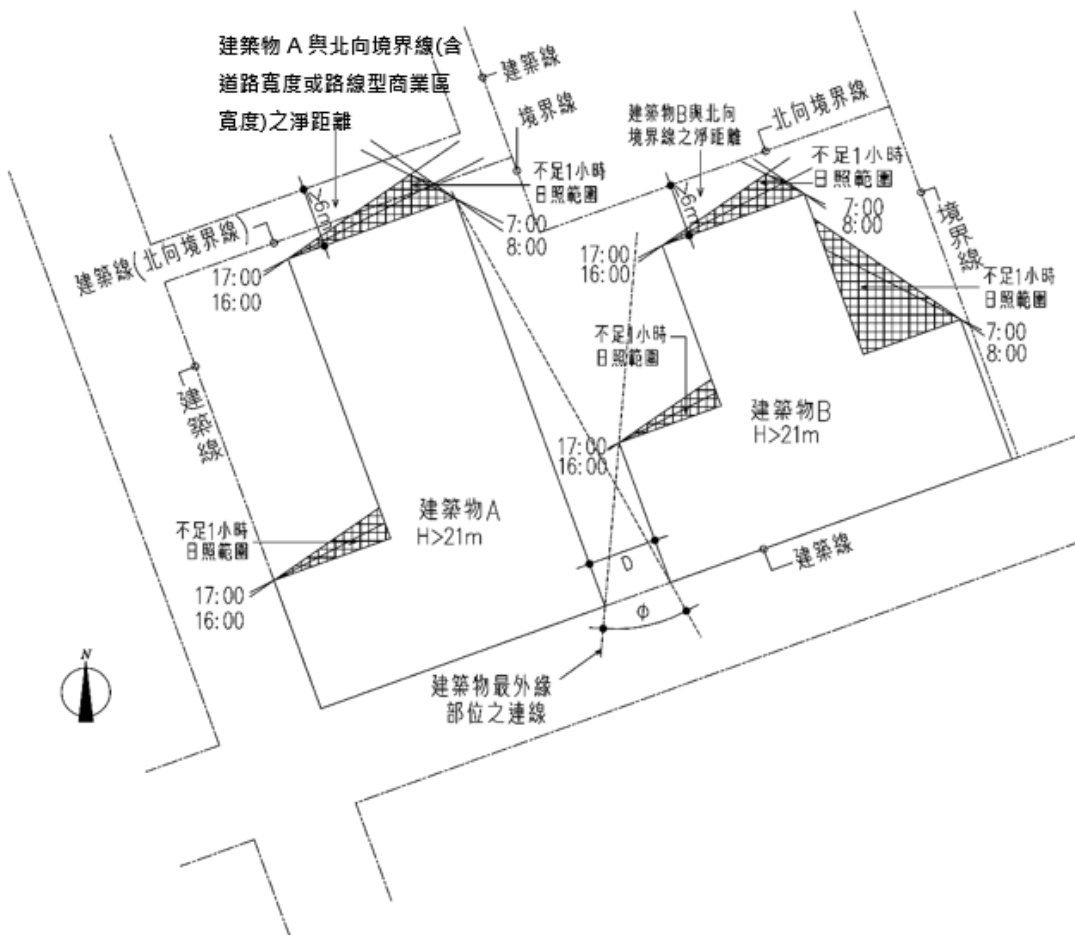 建築物 A 與北向境界線(含
道路寬度或路線型商業區
寬度)之淨距離
建築線
境界線
建築物B與北向
境界線之淨距離
北向境界線
不足1小時
日照範圍
不足1小時
日照範圍
>6m
>6m
7:00
8:00
7:00
8:00
境界線
建築線(北向境界線)
17:00
16:00
17:00
16:00
不足1小時
日照範圍
7:00
8:00
不足1小時
日照範圍
建築線
建築物B
H>21m
17:00
16:00
建築物A
H>21m
不足1小時
日照範圍
17:00
16:00
D
建築線
φ
N
建築物最外緣
部位之連線